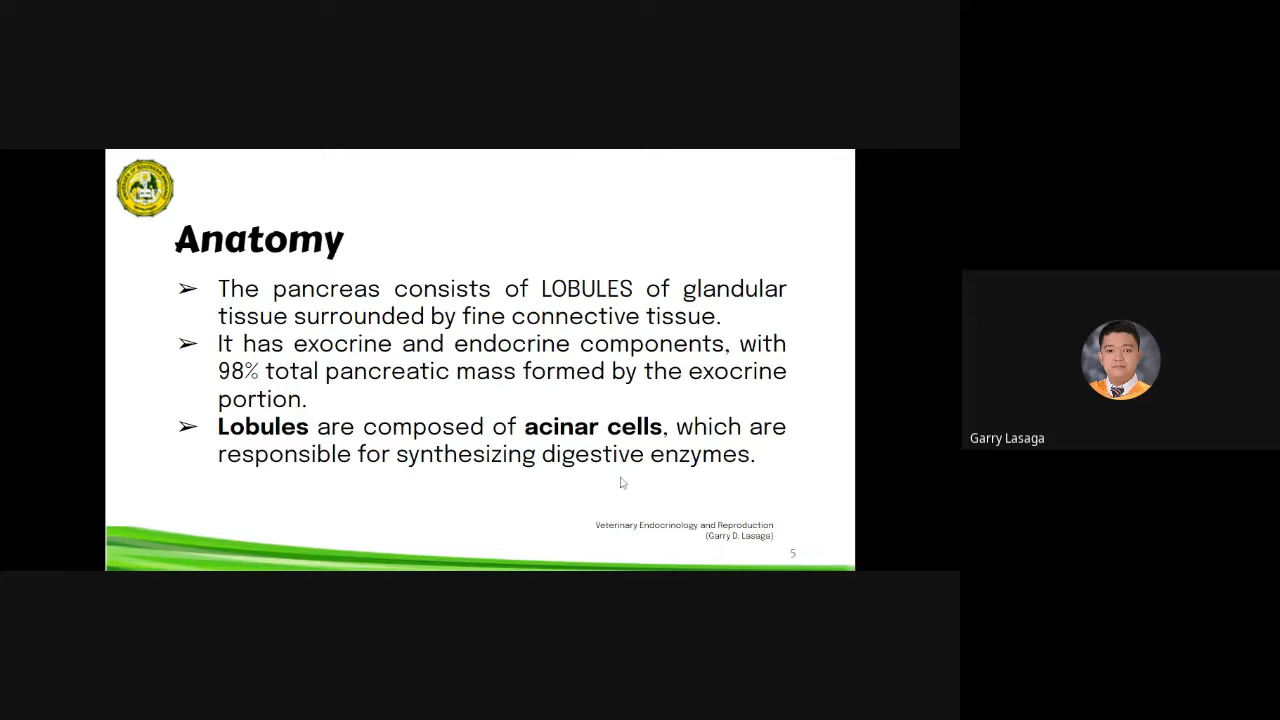 Anatomy
➢ The pancreas consists of LOBULES of glandular
tissue surrounded by fine connective tissue.
➢ It has exocrine and endocrine components, with
98% total pancreatic mass formed by the exocrine
portion.
➢ Lobules are composed of acinar cells, which are
responsible for synthesizing digestive enzymes.
Veterinary Endocrinology and Reproduction
(Garry D. Lasaga)
5
Garry Lasaga